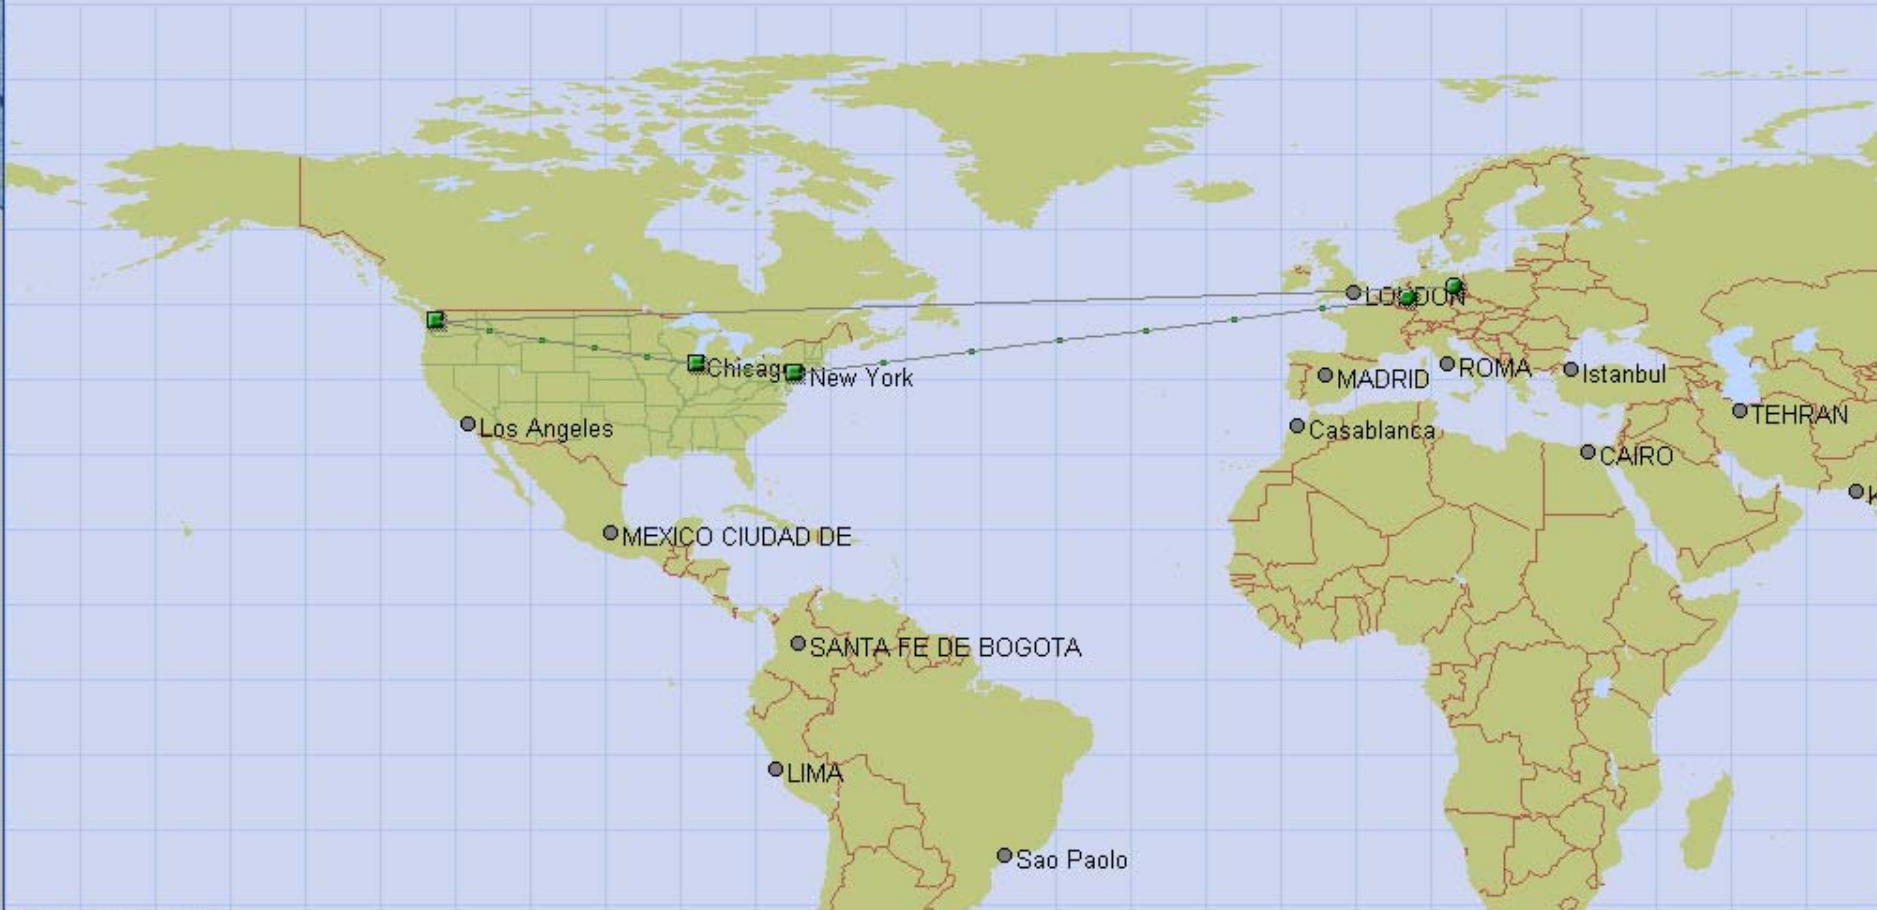 LONDON
Chicago
New York
MADRID
ROMA
Istanbul
TEHRAN
Los Angeles
Casablanca
CAIRO
K
MEXICO CIUDAD DE
SANTA FE DE BOGOTA
LIMA
Sao Paolo